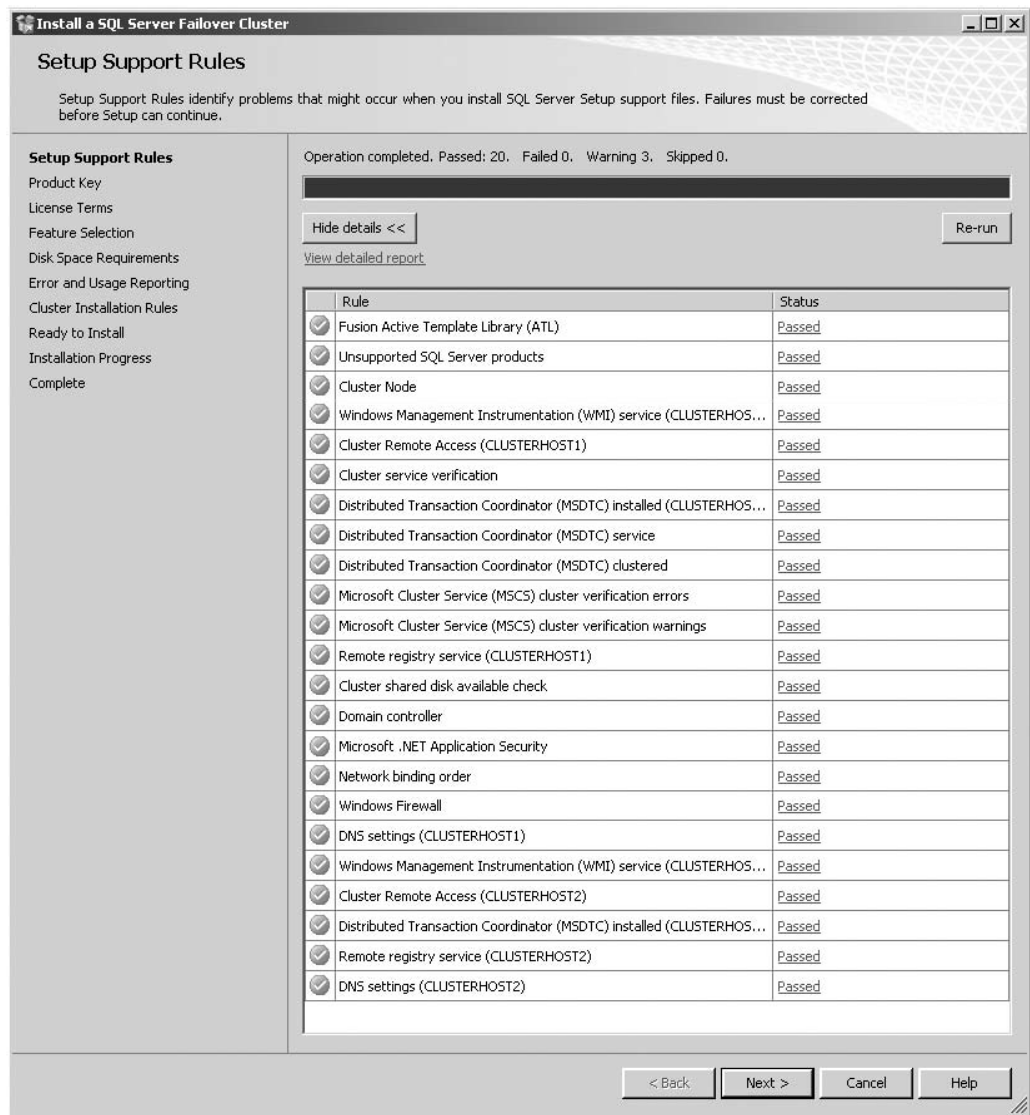 Install a SQL Server Failover Cluster
Setup Support Rules
Setup Support Rules identify problems that might occur when you install SQL Server Setup support files. Failures must be corrected
before Setup can continue.
Setup Support Rules
Product Key
License Terms
Feature Selection
Disk Space Requirements
Error and Usage Reporting
Cluster Installation Rules
Ready to Install
Installation Progress
Complete
Operation completed. Passed: 20. Failed 0. Warning 3. Skipped 0.
Hide details <<
Re-run
View detailed report
Rule Status
Fusion Active Template Library (ATL) Passed
Unsupported SQL Server products Passed
Cluster Node Passed
Windows Management Instrumentation (WMI) service (CLUSTERHOS... Passed
Cluster Remote Access (CLUSTERHOST1) Passed
Cluster service verification Passed
Distributed Transaction Coordinator (MSDTC) installed (CLUSTERHOS... Passed
Distributed Transaction Coordinator (MSDTC) service Passed
Distributed Transaction Coordinator (MSDTC) clustered Passed
Microsoft Cluster Service (MSCS) cluster verification errors Passed
Microsoft Cluster Service (MSCS) cluster verification warnings Passed
Remote registry service (CLUSTERHOST1) Passed
Cluster shared disk available check Passed
Domain controller Passed
Microsoft .NET Application Security Passed
Network binding order Passed
Windows Firewall Passed
DNS settings (CLUSTERHOST1) Passed
Windows Management Instrumentation (WMI) service (CLUSTERHOS... Passed
Cluster Remote Access (CLUSTERHOST2) Passed
Distributed Transaction Coordinator (MSDTC) installed (CLUSTERHOS... Passed
Remote registry service (CLUSTERHOST2) Passed
DNS settings (CLUSTERHOST2) Passed
< Back
Next >
Cancel
Help